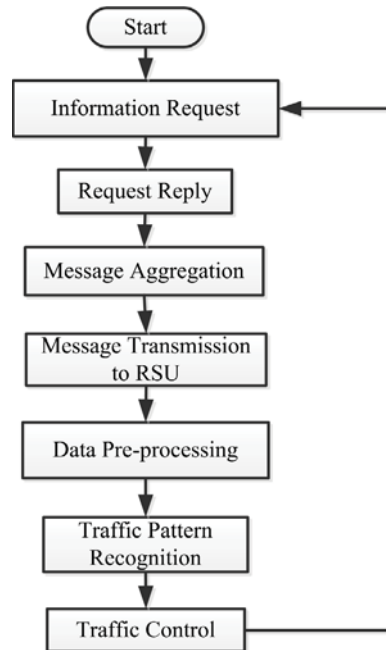 Start
Information Request
Request Reply
Message Aggregation
Message Transmission
to RSU
Data Pre-processing
Traffic Pattern
Recognition
Traffic Control